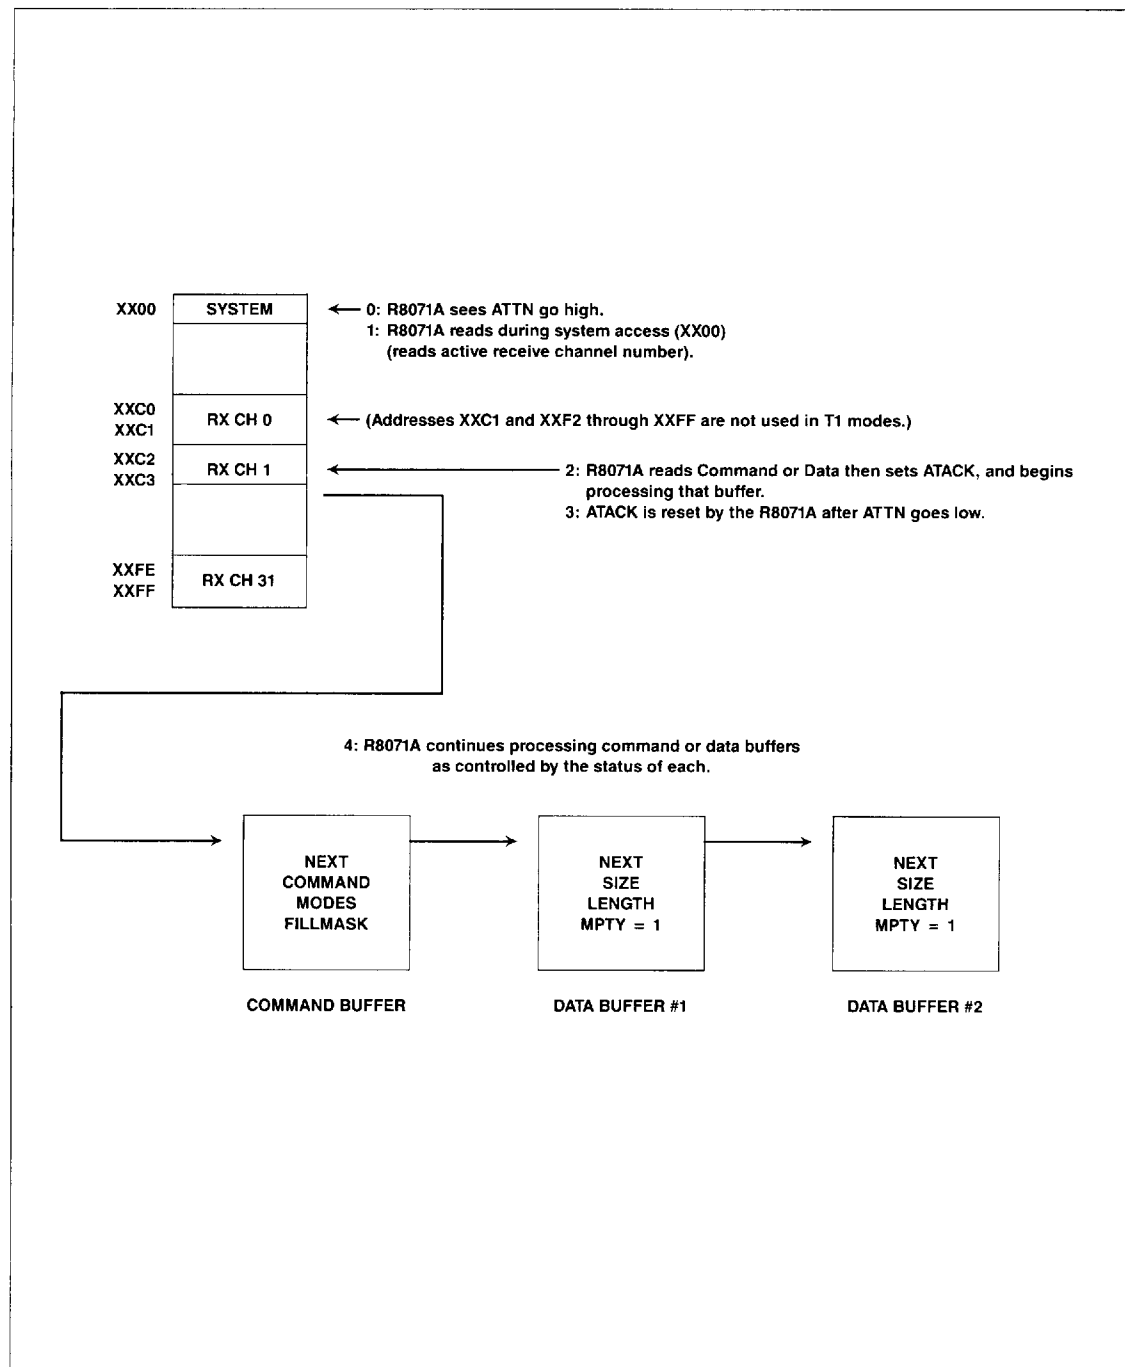 XX00
SYSTEM
0: R8071A sees ATTN go high.
1: R8071A reads during system access (XX00)
(reads active receive channel number).
XXC0
XXC1
RX CH 0
(Addresses XXC1 and XXF2 through XXFF are not used in T1 modes.)
XXC2
XXC3
RX CH 1
2: R8071A reads Command or Data then sets ATACK, and begins
processing that buffer.
3: ATACK is reset by the R8071A after ATTN goes low.
XXFE
XXFF
RX CH 31
4: R8071A continues processing command or data buffers
as controlled by the status of each.
NEXT
COMMAND
MODES
FILLMASK
COMMAND BUFFER
NEXT
SIZE
LENGTH
MPTY = 1
DATA BUFFER #1
NEXT
SIZE
LENGTH
MPTY = 1
DATA BUFFER #2